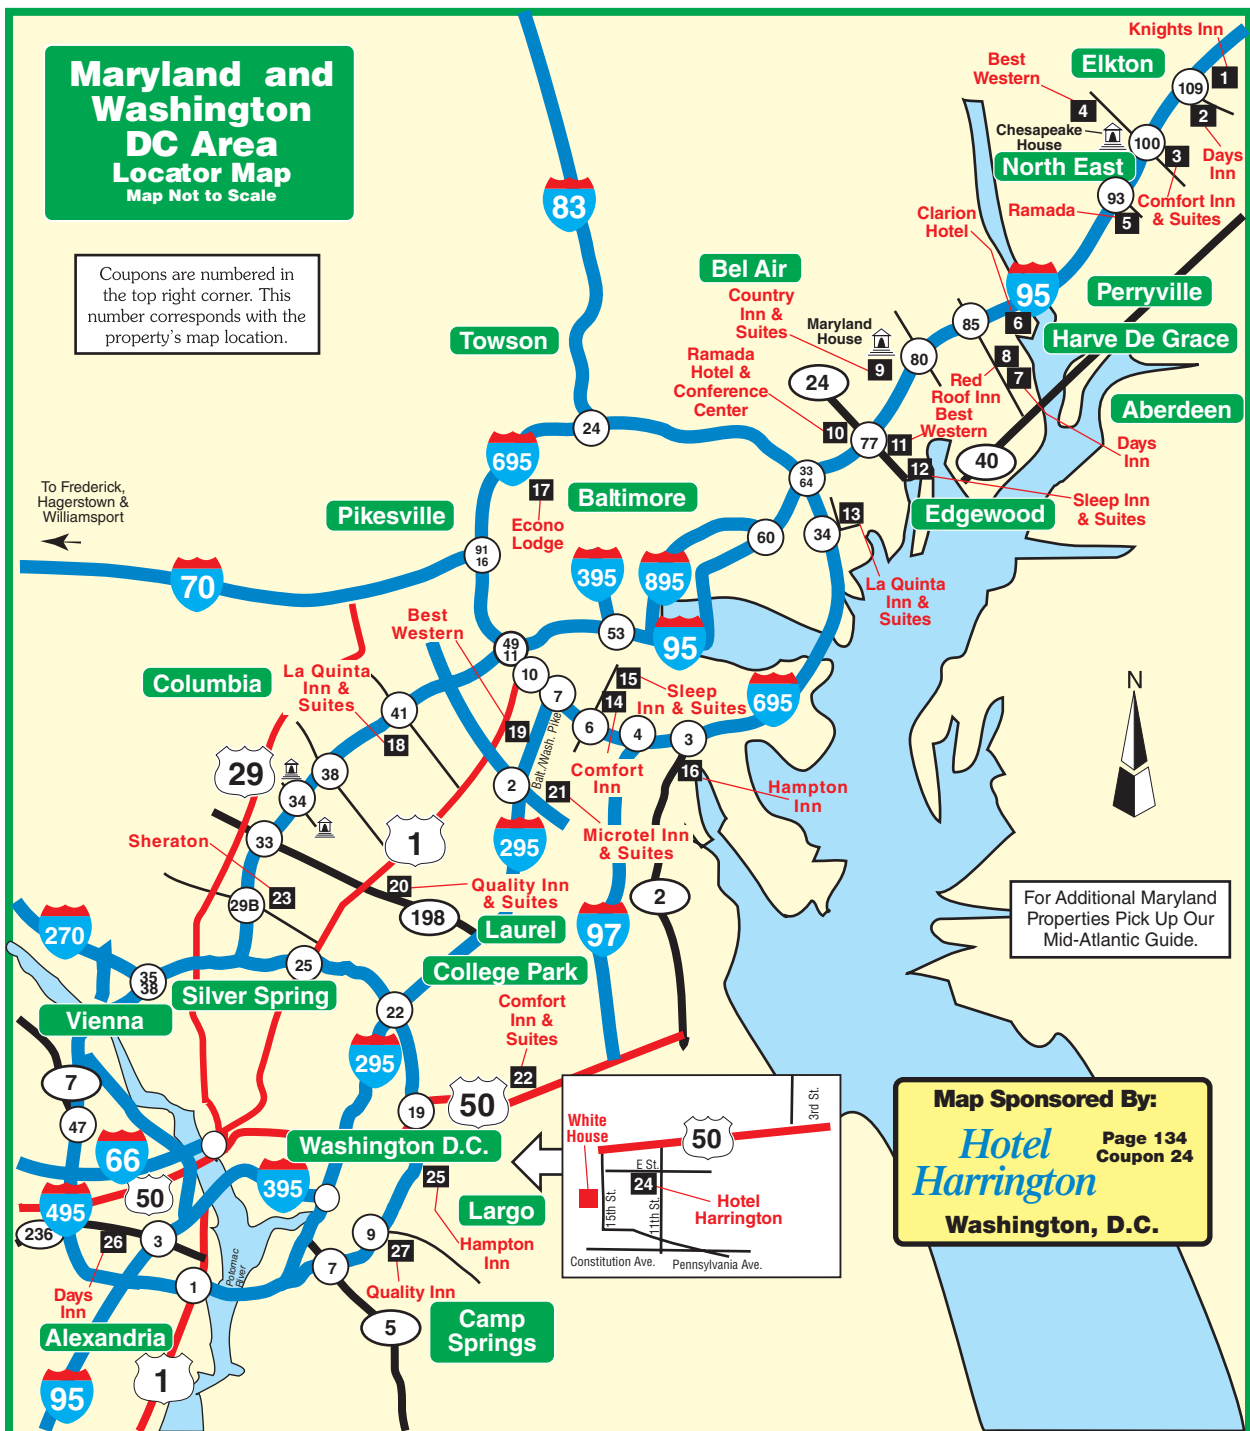 Maryland and
Washington
DC Area
Locator Map
Map Not to Scale
Coupons are numbered in
the top right corner. This
number corresponds with the
property's map location.
Knights Inn
Elkton
1
109
Best
Western
4
2
Chesapeake
House
100
3
Days
Inn
North East
93
Comfort Inn
& Suites
Ramada
5
Clarion
Hotel
83
95
Bel Air
Perryville
Country
Inn &
Suites
Maryland
House
85
6
Harve De Grace
Towson
9
80
8
7
Ramada
Hotel &
Conference
Center
24
Red
Roof Inn
Best
Western
Aberdeen
24
10
77
11
Days
Inn
695
33
64
12
40
To Frederick,
Hagerstown &
Williamsport
17
Baltimore
Sleep Inn
& Suites
Pikesville
Econo
Lodge
13
Edgewood
60
34
91
16
70
395
895
La Quinta
Inn &
Suites
Best
Western
49
11
53
95
Columbia
La Quinta
Inn &
Suites
10
7
15
Sleep
Inn & Suites
14
695
41
18
19
6
4
3
N
29
38
Balt./Wash. Pike
2
Comfort
Inn
16
Hampton
Inn
34
21
1
295
Microtel Inn
& Suites
33
Sheraton
20
Quality Inn
& Suites
2
23
29B
198
For Additional Maryland
Properties Pick Up Our
Mid-Atlantic Guide.
270
Laurel
97
25
College Park
35
38
Silver Spring
Comfort
Inn &
Suites
Vienna
22
295
7
22
50
19
47
Washington D.C.
66
50
395
25
495
Largo
236
26
3
9
27
Hampton
Inn
Potomac
River
7
1
Days
Inn
Quality Inn
Alexandria
5
Camp
Springs
1
95
White
House
50
3rd St.
E St.
24
15th St.
11th St.
Hotel
Harrington
Constitution Ave.
Pennsylvania Ave.
Map Sponsored By:
Hotel
Harrington
Page 134
Coupon 24
Washington, D.C.